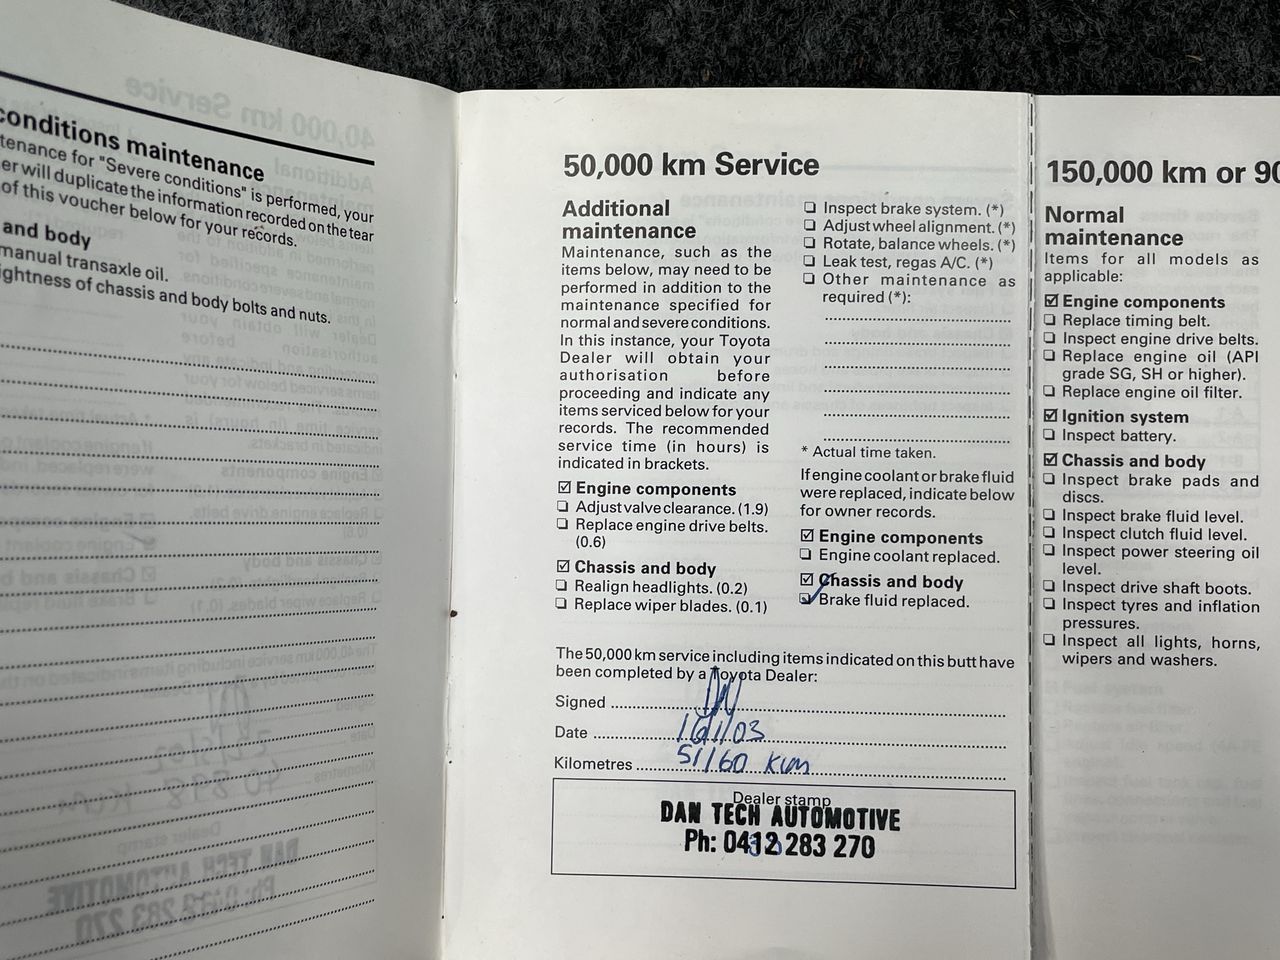 conditions maintenance
tenance for "Severe conditions" is performed, your
er will duplicate the information recorded on the tear
of this voucher below for your records.
and body
manual transaxle oil.
ightness of chassis and body bolts and nuts.
50,000 km Service
Additional
maintenance
Maintenance, such as the
items below, may need to be
performed in addition to the
maintenance specified for
normal and severe conditions.
In this instance, your Toyota
Dealer will obtain your
authorisation before
proceeding and indicate any
items serviced below for your
records. The recommended
service time (in hours) is
indicated in brackets.
☑ Engine components
❏ Adjust valve clearance. (1.9)
❏ Replace engine drive belts.
(0.6)
☑ Chassis and body
❏ Realign headlights. (0.2)
❏ Replace wiper blades. (0.1)
❏ Inspect brake system. (*)
❏ Adjust wheel alignment. (*)
❏ Rotate, balance wheels. (*)
❏ Leak test, regas A/C. (*)
❏ Other maintenance as
required (*):
* Actual time taken.
If engine coolant or brake fluid
were replaced, indicate below
for owner records.
☑ Engine components
❏ Engine coolant replaced.
☑ Chassis and body
☑ Brake fluid replaced.
The 50,000 km service including items indicated on this butt have
been completed by a Toyota Dealer:
Signed
Date 16/1/03
Kilometres 51160 km
Dealer stamp
DAN TECH AUTOMOTIVE
Ph: 0412 283 270
150,000 km or 90
Normal
maintenance
Items for all models as
applicable:
☑ Engine components
❏ Replace timing belt.
❏ Inspect engine drive belts.
❏ Replace engine oil (API
grade SG, SH or higher).
❏ Replace engine oil filter.
☑ Ignition system
❏ Inspect battery.
☑ Chassis and body
❏ Inspect brake pads and
discs.
❏ Inspect brake fluid level.
❏ Inspect clutch fluid level.
❏ Inspect power steering oil
level.
❏ Inspect drive shaft boots.
❏ Inspect tyres and inflation
pressures.
❏ Inspect all lights, horns,
wipers and washers.